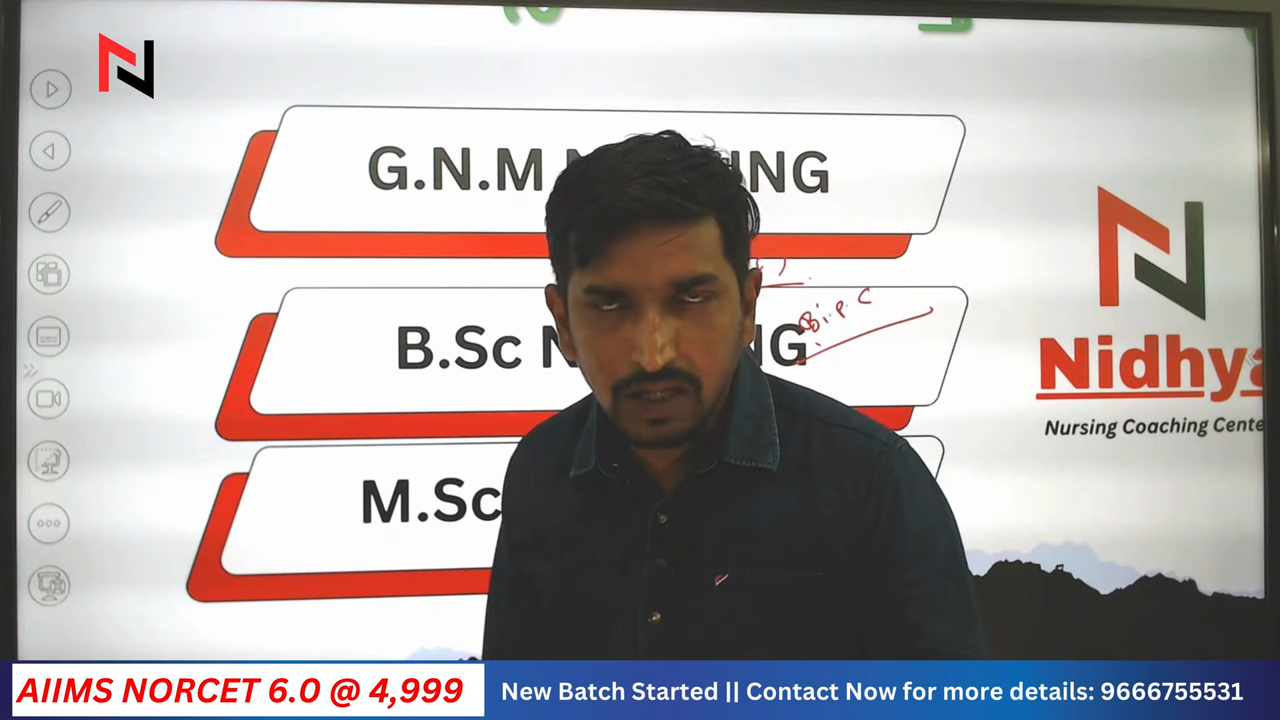 G.N.M
NG
B.Sc
G
Bi.P.C
M.Sc
Nidhya
Nursing Coaching Cente
AIIMS NORCET 6.0 @ 4,999
New Batch Started || Contact Now for more details: 9666755531